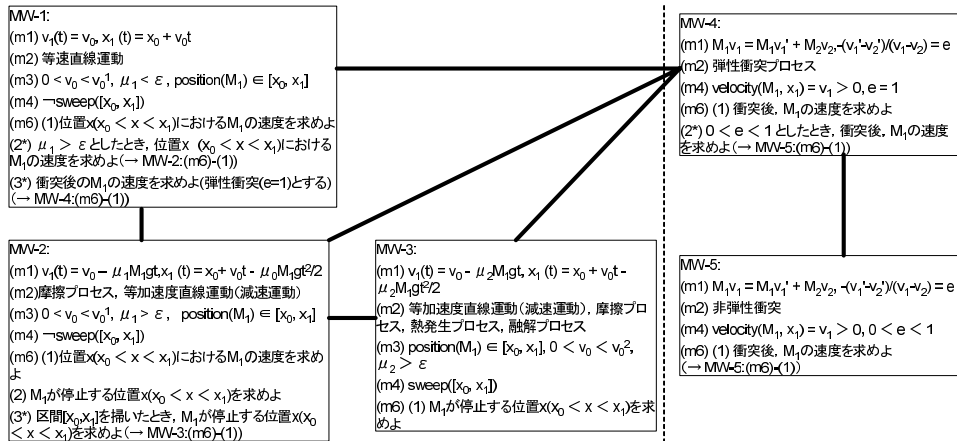 MW-1:
(m1) v₁(t) = v₀, x₁ (t) = x₀ + v₀t
(m2) 等速直線運動
(m3) 0 < v₀ < v₀¹, μ₁ < ε, position(M₁) ∈ [x₀, x₁]
(m4) ¬sweep([x₀, x₁])
(m6) (1)位置x(x₀ < x < x₁)におけるM₁の速度を求めよ
(2*) μ₁ > εとしたとき, 位置x (x₀ < x < x₁)における
M₁の速度を求めよ(→ MW-2:(m6)-(1))
(3*) 衝突後のM₁の速度を求めよ(弾性衝突(e=1)とする)
(→ MW-4:(m6)-(1))
MW-2:
(m1) v₁(t) = v₀ – μ₁M₁gt,x₁ (t) = x₀+ v₀t - μ₀M₁gt²/2
(m2)摩擦プロセス, 等加速度直線運動(減速運動)
(m3) 0 < v₀ < v₀¹, μ₁ > ε, position(M₁) ∈ [x₀, x₁]
(m4) ¬sweep([x₀, x₁])
(m6) (1)位置x(x₀ < x < x₁)におけるM₁の速度を求め
よ
(2) M₁が停止する位置x(x₀ < x < x₁)を求めよ
(3*) 区間[x₀,x₁]を掃いたとき, M₁が停止する位置x(x₀
< x < x₁)を求めよ(→ MW-3:(m6)-(1))
MW-3:
(m1) v₁(t) = v₀ - μ₂M₁gt, x₁ (t) = x₀ + v₀t -
μ₂M₁gt²/2
(m2) 等加速度直線運動(減速運動), 摩擦プロ
セス, 熱発生プロセス, 融解プロセス
(m3) position(M₁) ∈ [x₀, x₁], 0 < v₀ < v₀²,
μ₂ > ε
(m4) sweep([x₀, x₁])
(m6) (1) M₁が停止する位置x(x₀ < x < x₁)を求
めよ
MW-4:
(m1) M₁v₁ = M₁v₁' + M₂v₂, -(v₁'-v₂')/(v₁-v₂) = e
(m2) 弾性衝突プロセス
(m4) velocity(M₁, x₁) = v₁ > 0, e = 1
(m6) (1) 衝突後, M₁の速度を求めよ
(2*) 0 < e < 1 としたとき, 衝突後, M₁の速度
を求めよ(→ MW-5:(m6)-(1))
MW-5:
(m1) M₁v₁ = M₁v₁' + M₂v₂, -(v₁'-v₂')/(v₁-v₂) = e
(m2) 非弾性衝突
(m4) velocity(M₁, x₁) = v₁ > 0, 0 < e < 1
(m6) (1) 衝突後, M₁の速度を求めよ
(→ MW-5:(m6)-(1))